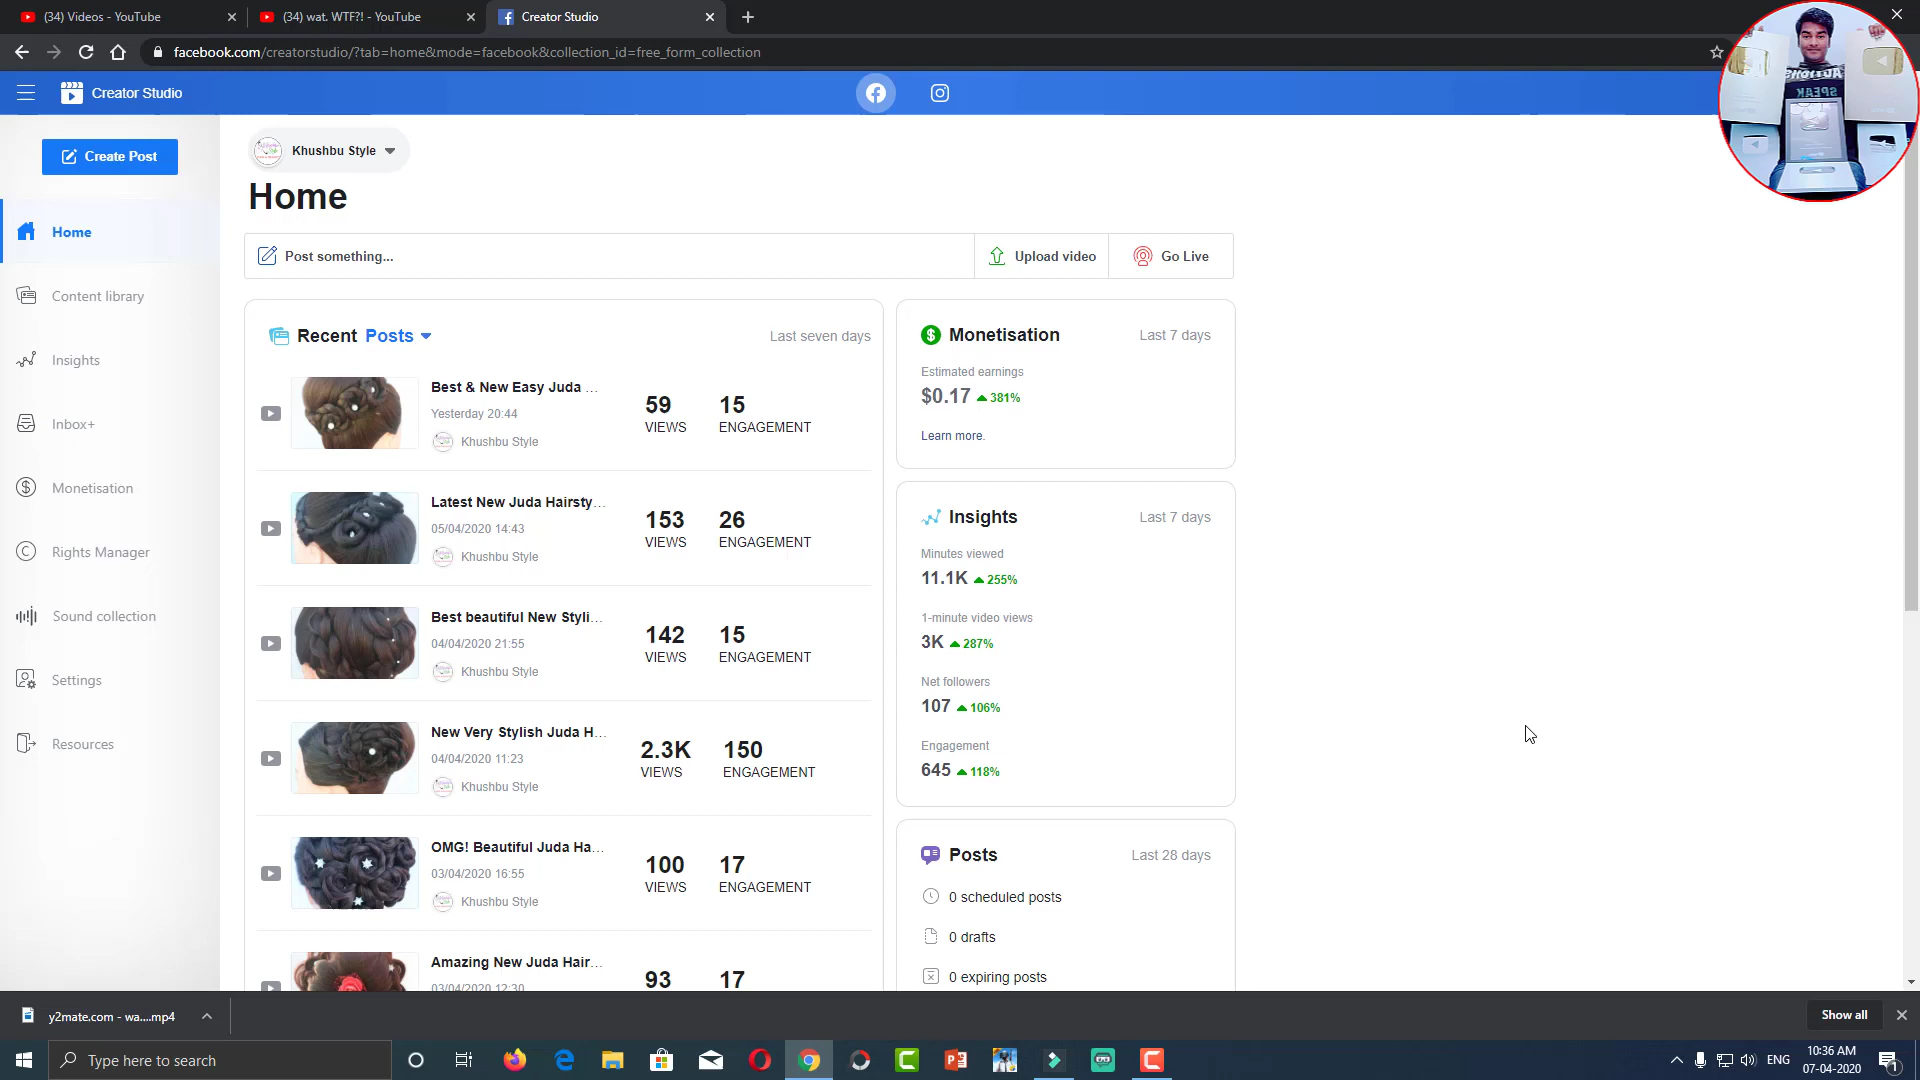 (34) Videos - YouTube
(34) wat. WTF?! - YouTube
Creator Studio
facebook.com/creatorstudio/?tab=home&mode=facebook&collection_id=free_form_collection
Creator Studio
Create Post
Home
Content library
Insights
Inbox+
Monetisation
Rights Manager
Sound collection
Settings
Resources
Khushbu Style
Home
Post something...
Upload video
Go Live
Recent Posts
Last seven days
Best & New Easy Juda ...
Yesterday 20:44
Khushbu Style
59
VIEWS
15
ENGAGEMENT
Latest New Juda Hairsty...
05/04/2020 14:43
Khushbu Style
153
VIEWS
26
ENGAGEMENT
Best beautiful New Styli...
04/04/2020 21:55
Khushbu Style
142
VIEWS
15
ENGAGEMENT
New Very Stylish Juda H...
04/04/2020 11:23
Khushbu Style
2.3K
VIEWS
150
ENGAGEMENT
OMG! Beautiful Juda Ha...
03/04/2020 16:55
Khushbu Style
100
VIEWS
17
ENGAGEMENT
Amazing New Juda Hair...
03/04/2020 12:30
93
17
Monetisation
Last 7 days
Estimated earnings
$0.17 381%
Learn more.
Insights
Last 7 days
Minutes viewed
11.1K 255%
1-minute video views
3K 287%
Net followers
107 106%
Engagement
645 118%
Posts
Last 28 days
0 scheduled posts
0 drafts
0 expiring posts
y2mate.com - wa....mp4
Show all
Type here to search
ENG
10:36 AM
07-04-2020